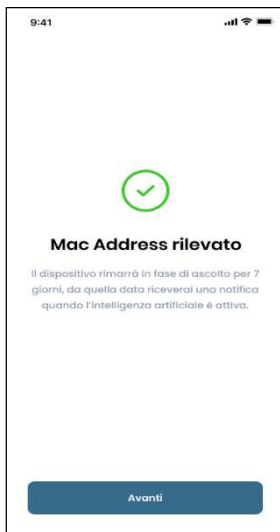 9:41
Mac Address rilevato
Il dispositivo rimarrà in fase di ascolto per 7
giorni, da quella data riceverai una notifica
quando l'intelligenza artificiale è attiva.
Avanti